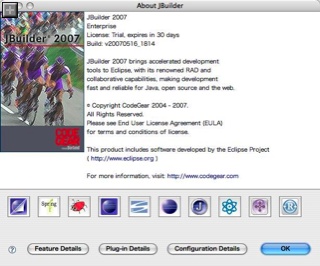 About JBuilder
JBuilder 2007
JBuilder 2007
Enterprise
License: Trial, expires in 30 days
Build: v20070516_1814
JBuilder 2007 brings accelerated development
tools to Eclipse, with its renowned RAD and
collaborative capabilities, making development
fast and reliable for Java, open source and the web.
© Copyright CodeGear 2004 - 2007.
All Rights Reserved.
Please see End User License Agreement (EULA)
for terms and conditions of license.
This product includes software developed by the Eclipse Project
( http://www.eclipse.org )
For more information, visit: http://www.codegear.com
CODE
GEAR
Spring
J
? Feature Details Plug-in Details Configuration Details OK